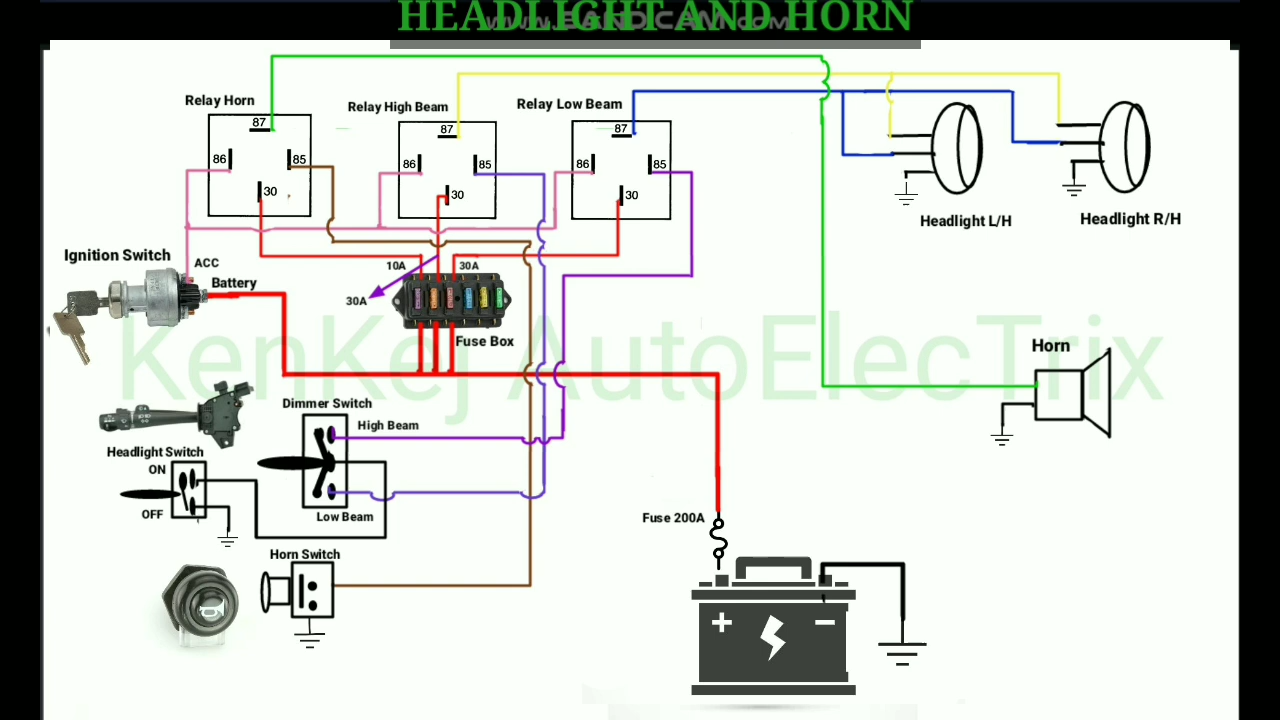 HEADLIGHT AND HORN
Relay Horn
Relay High Beam
Relay Low Beam
87
87
87
86
85
86
85
86
85
30
30
30
Headlight L/H
Headlight R/H
Ignition Switch
ACC
Battery
10A
30A
30A
Fuse Box
KenKej AutoElecTrix
Horn
Dimmer Switch
High Beam
Headlight Switch
ON
OFF
Low Beam
Fuse 200A
Horn Switch
+
−